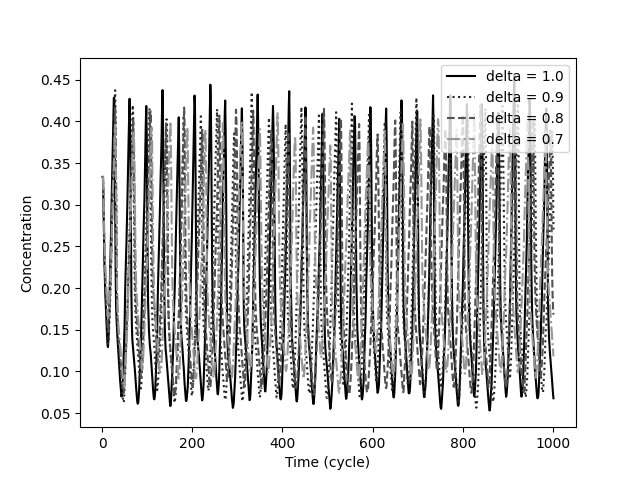 delta = 1.0
delta = 0.9
delta = 0.8
delta = 0.7
0.45
0.40
0.35
0.30
0.25
0.20
0.15
0.10
0.05
Concentration
0 200 400 600 800 1000
Time (cycle)